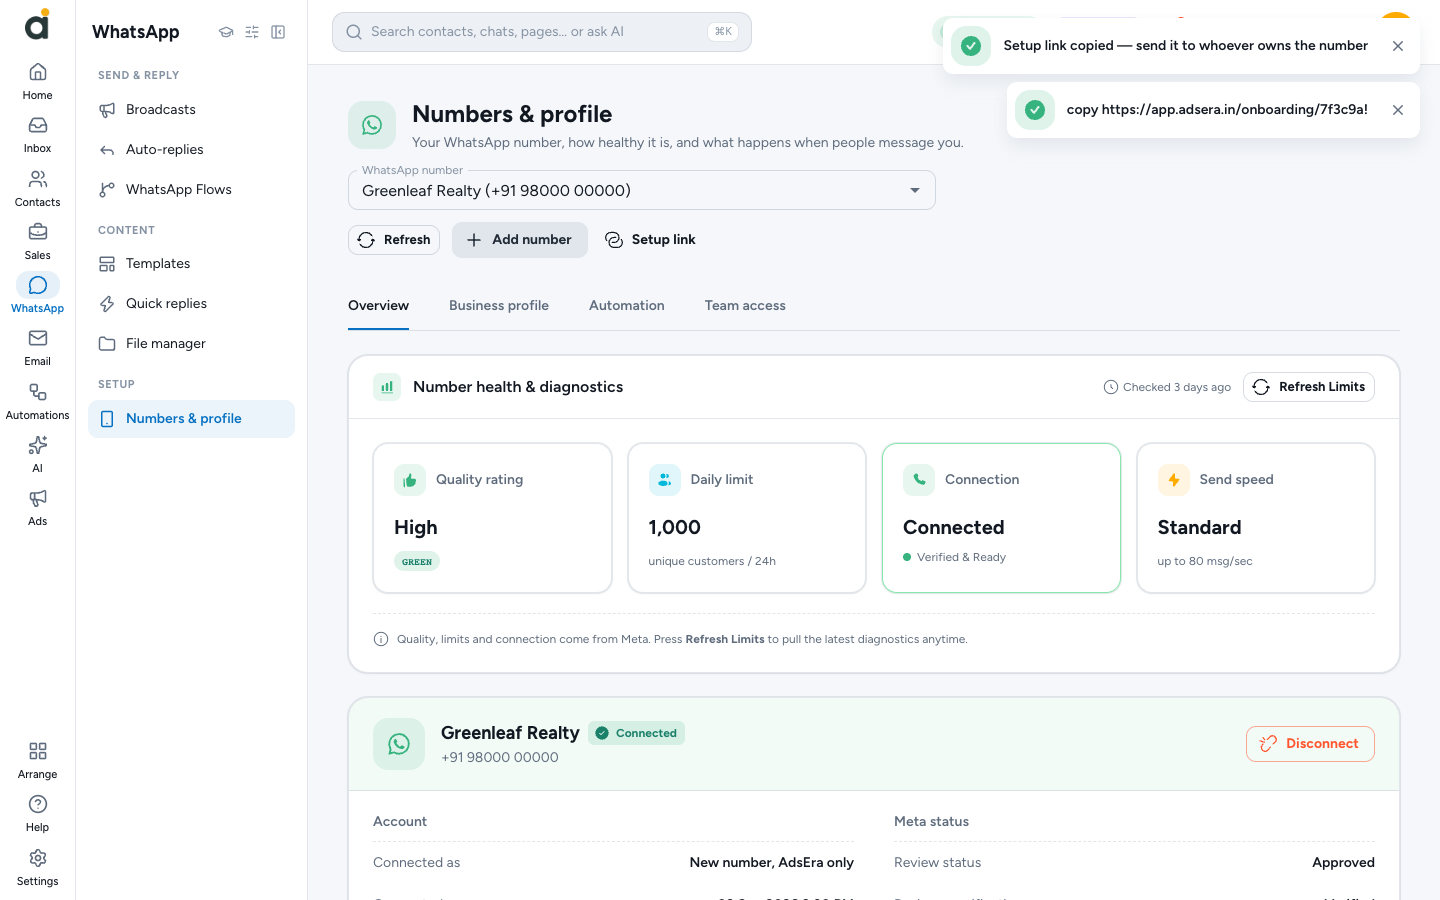 WhatsApp
Search contacts, chats, pages... or ask AI
⌘K
Setup link copied — send it to whoever owns the number
copy https://app.adsera.in/onboarding/7f3c9a!
Home
Inbox
Contacts
Sales
WhatsApp
Email
Automations
AI
Ads
Arrange
Help
Settings
SEND & REPLY
Broadcasts
Auto-replies
WhatsApp Flows
CONTENT
Templates
Quick replies
File manager
SETUP
Numbers & profile
Numbers & profile
Your WhatsApp number, how healthy it is, and what happens when people message you.
WhatsApp number
Greenleaf Realty (+91 98000 00000)
Refresh
Add number
Setup link
Overview
Business profile
Automation
Team access
Number health & diagnostics
Checked 3 days ago
Refresh Limits
Quality rating
High
GREEN
Daily limit
1,000
unique customers / 24h
Connection
Connected
Verified & Ready
Send speed
Standard
up to 80 msg/sec
Quality, limits and connection come from Meta. Press Refresh Limits to pull the latest diagnostics anytime.
Greenleaf Realty
Connected
+91 98000 00000
Disconnect
Account
Connected as
New number, AdsEra only
Meta status
Review status
Approved